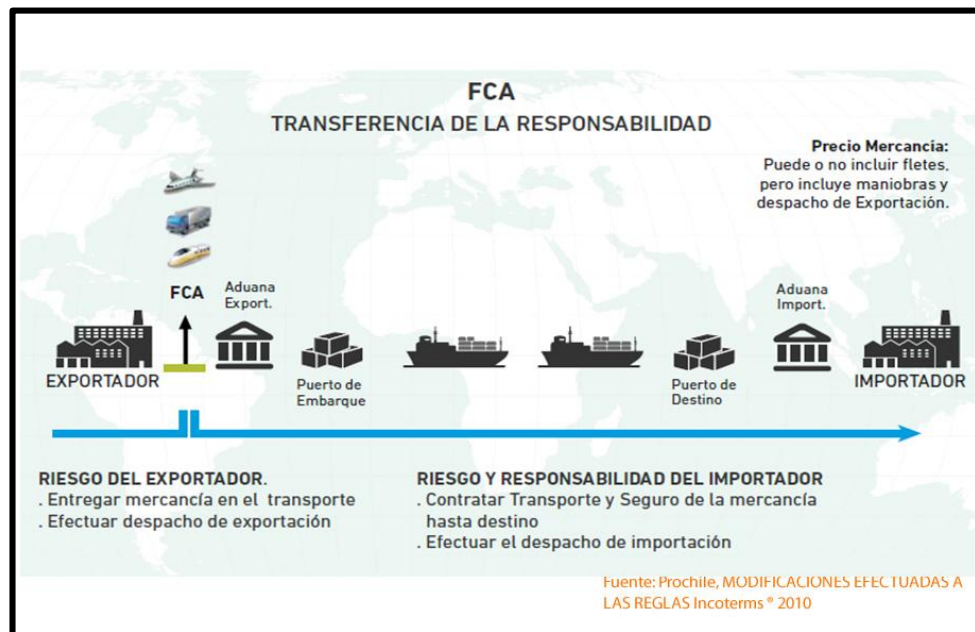 FCA
TRANSFERENCIA DE LA RESPONSABILIDAD
Precio Mercancia:
Puede o no incluir fletes,
pero incluye maniobras y
despacho de Exportación.
FCA
Aduana
Export.
Aduana
Import.
EXPORTADOR
Puerto de
Embarque
Puerto de
Destino
IMPORTADOR
RIESGO DEL EXPORTADOR.
. Entregar mercancía en el transporte
. Efectuar despacho de exportación
RIESGO Y RESPONSABILIDAD DEL IMPORTADOR
. Contratar Transporte y Seguro de la mercancía
hasta destino
. Efectuar el despacho de importación
Fuente: Prochile, MODIFICACIONES EFECTUADAS A
LAS REGLAS Incoterms ® 2010